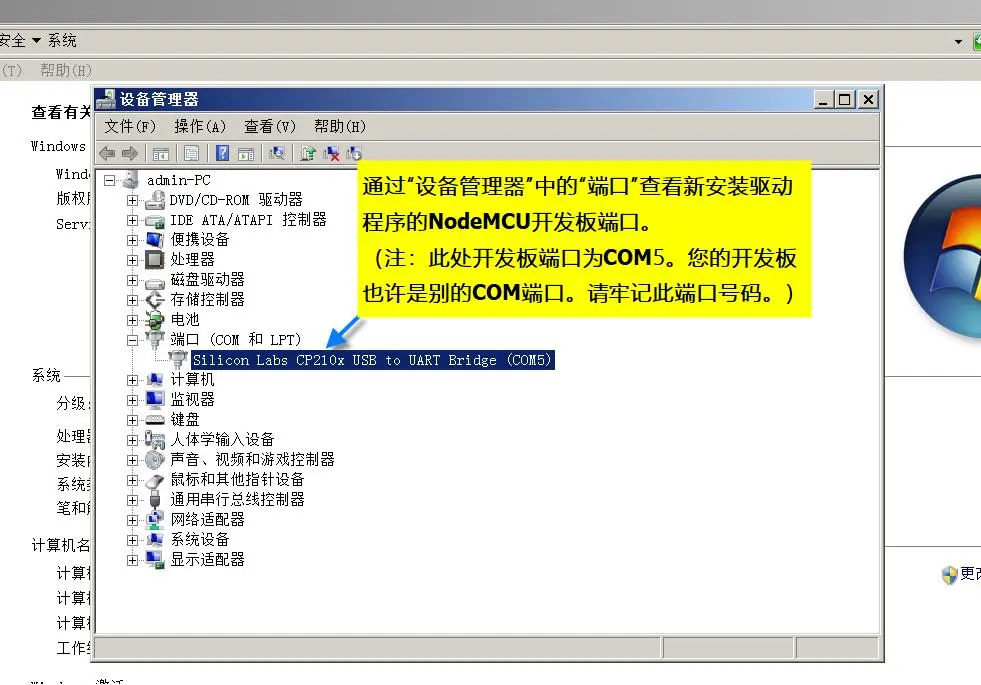 安全 系统
(T) 帮助(H)
查看有关
Windows
Wind
版权所
Servi
系统
分级:
处理器
安装内
系统类
笔和触
计算机名
计算机
计算机
计算机
工作组
更改
设备管理器
文件(F) 操作(A) 查看(V) 帮助(H)
admin-PC
DVD/CD-ROM 驱动器
IDE ATA/ATAPI 控制器
便携设备
处理器
磁盘驱动器
存储控制器
电池
端口 (COM 和 LPT)
Silicon Labs CP210x USB to UART Bridge (COM5)
计算机
监视器
键盘
人体学输入设备
声音、视频和游戏控制器
鼠标和其他指针设备
通用串行总线控制器
网络适配器
系统设备
显示适配器
通过“设备管理器”中的“端口”查看新安装驱动
程序的NodeMCU开发板端口。
（注：此处开发板端口为COM5。您的开发板
也许是别的COM端口。请牢记此端口号码。）